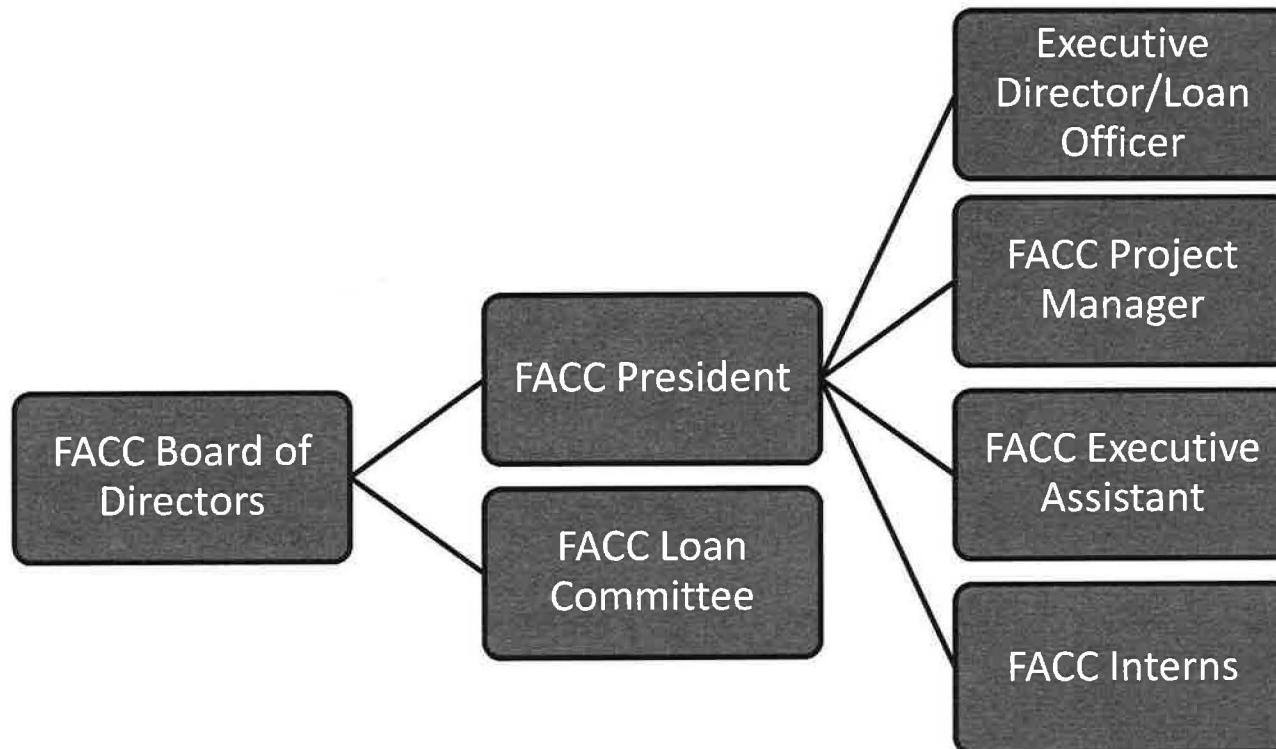 FACC Board of
Directors
FACC President
FACC Loan
Committee
Executive
Director/Loan
Officer
FACC Project
Manager
FACC Executive
Assistant
FACC Interns